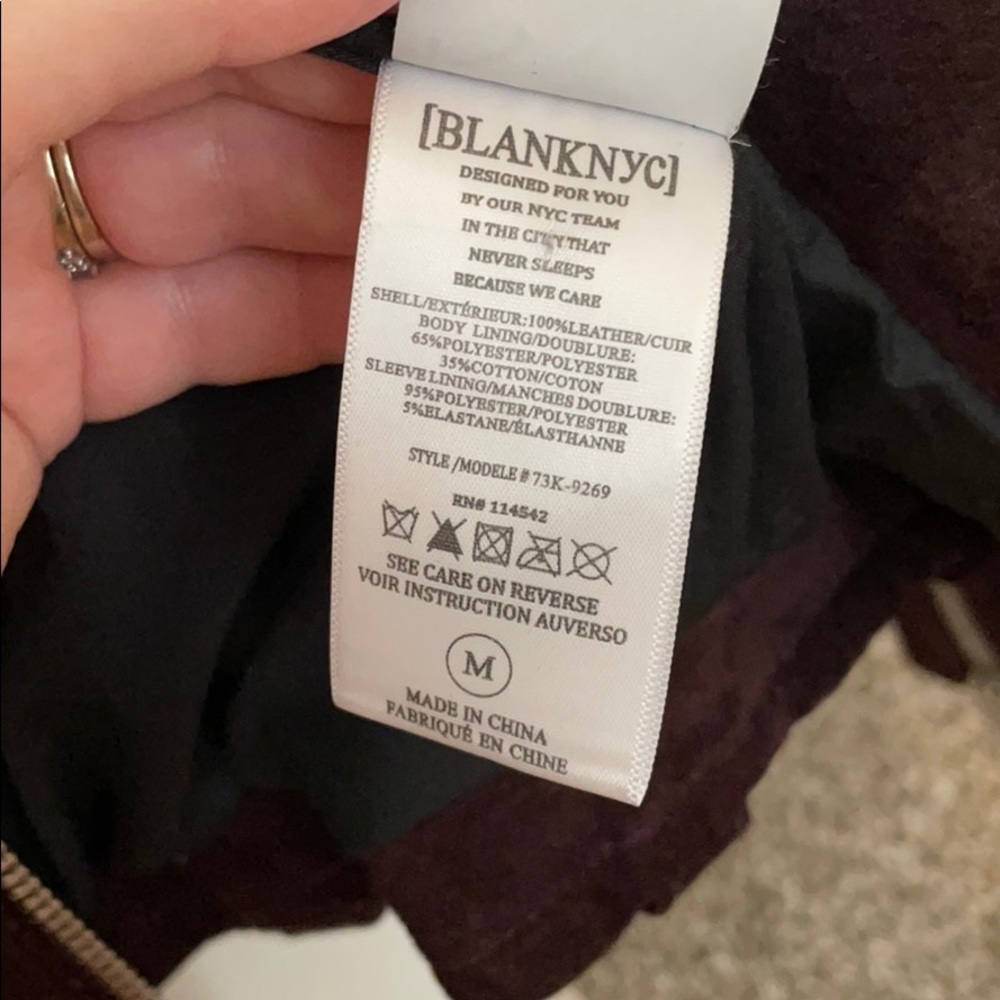 [BLANKNYC]
DESIGNED FOR YOU
BY OUR NYC TEAM
IN THE CITY THAT
NEVER SLEEPS
BECAUSE WE CARE
SHELL/EXTÉRIEUR:100%LEATHER/CUIR
BODY LINING/DOUBLURE:
65%POLYESTER/POLYESTER
35%COTTON/COTON
SLEEVE LINING/MANCHES DOUBLURE:
95%POLYESTER/POLYESTER
5%ELASTANE/ÉLASTHANNE
STYLE/MODELE # 73K-9269
RN# 114542
SEE CARE ON REVERSE
VOIR INSTRUCTION AUVERSO
M
MADE IN CHINA
FABRIQUÉ EN CHINE